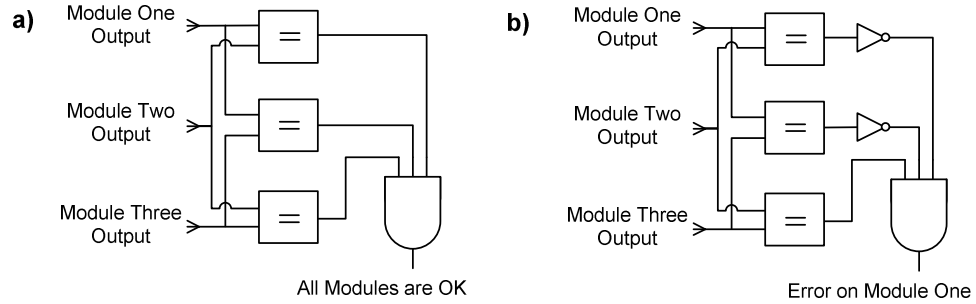 a)
Module One
Output
=
Module Two
Output
=
Module Three
Output
=
All Modules are OK
b)
Module One
Output
=
Module Two
Output
=
Module Three
Output
=
Error on Module One